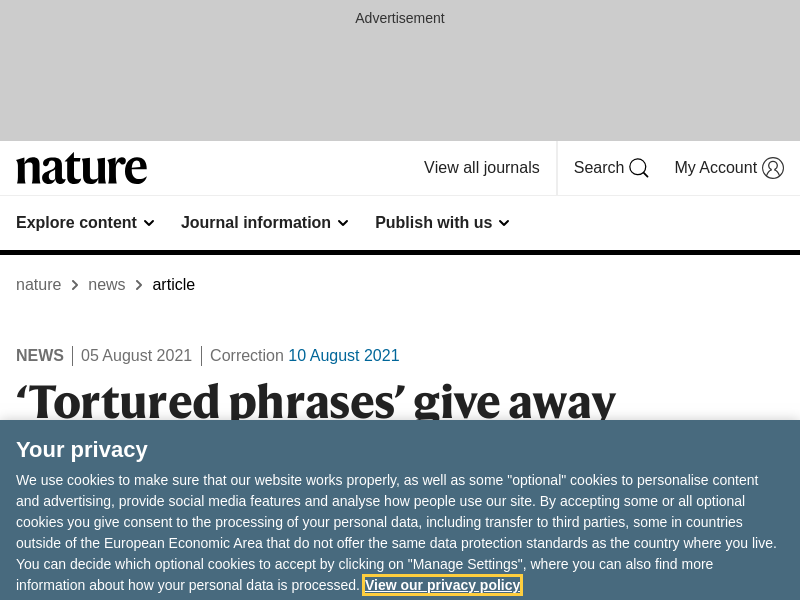 Advertisement
nature
View all journals
Search
My Account
Explore content
Journal information
Publish with us
nature
news
article
NEWS
05 August 2021
Correction 10 August 2021
‘Tortured phrases’ give away
Your privacy
We use cookies to make sure that our website works properly, as well as some "optional" cookies to personalise content
and advertising, provide social media features and analyse how people use our site. By accepting some or all optional
cookies you give consent to the processing of your personal data, including transfer to third parties, some in countries
outside of the European Economic Area that do not offer the same data protection standards as the country where you live.
You can decide which optional cookies to accept by clicking on "Manage Settings", where you can also find more
information about how your personal data is processed. View our privacy policy